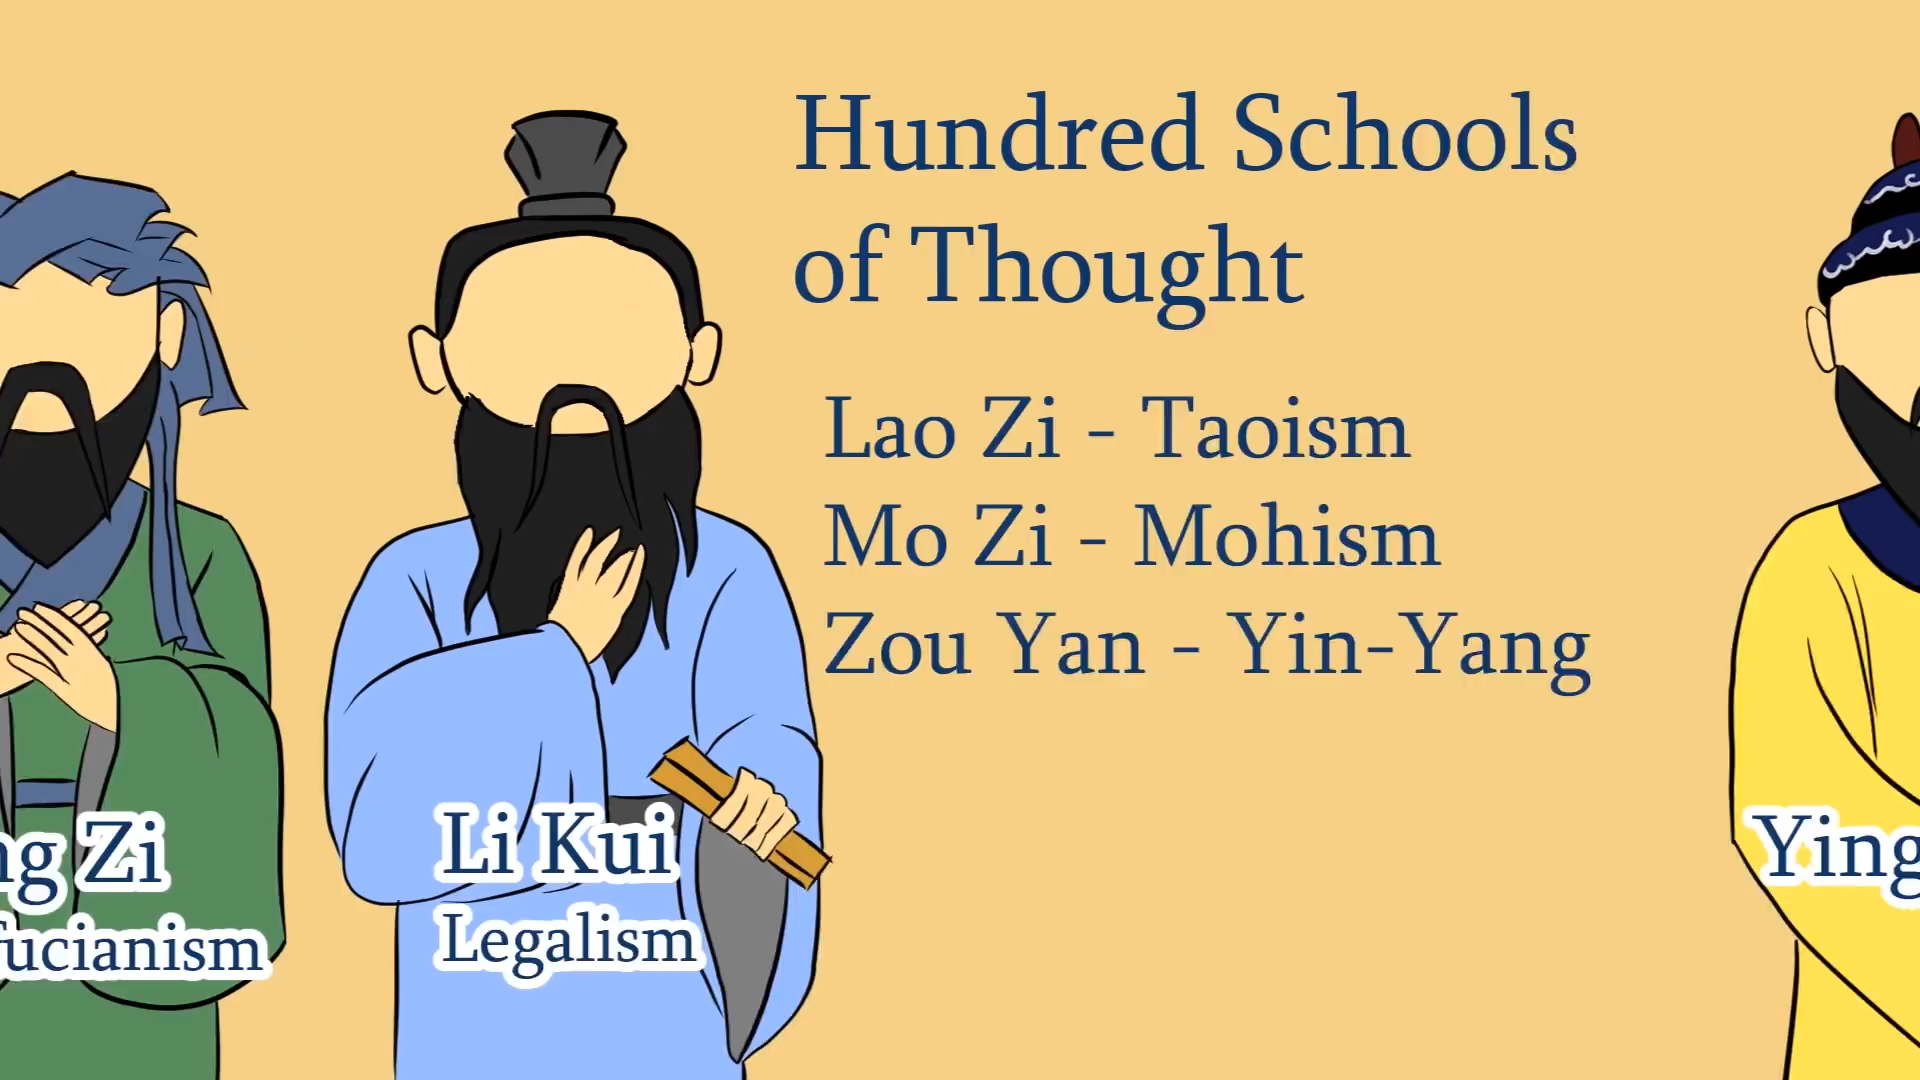 Hundred Schools
of Thought
Lao Zi - Taoism
Mo Zi - Mohism
Zou Yan - Yin-Yang
ng Zi
fucianism
Li Kui
Legalism
Ying